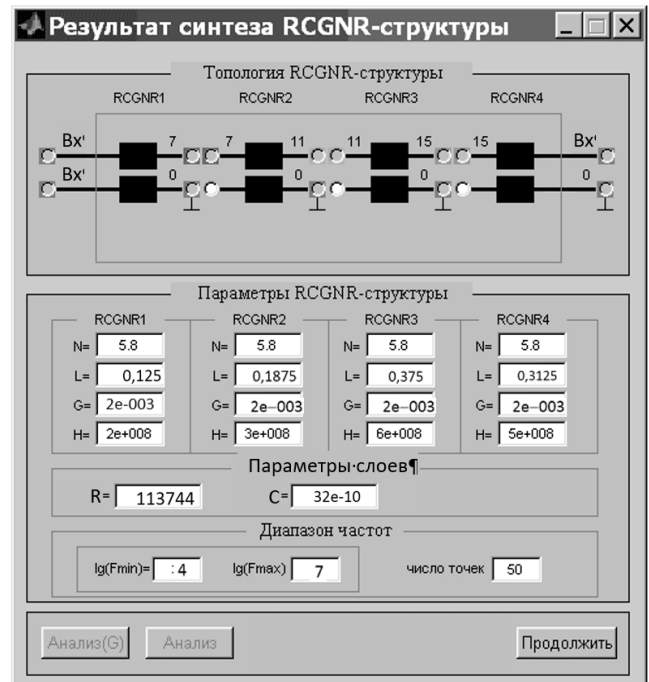 Результат синтеза RCGNR-структуры
Топология RCGNR-структуры
RCGNR1 RCGNR2 RCGNR3 RCGNR4
Вх' 7 7 11 11 15 15 Вх'
Вх' 0 0 0 0
Параметры RCGNR-структуры
RCGNR1 RCGNR2 RCGNR3 RCGNR4
N= 5.8 N= 5.8 N= 5.8 N= 5.8
L= 0,125 L= 0,1875 L= 0,375 L= 0,3125
G= 2e-003 G= 2e–003 G= 2e–003 G= 2e–003
H= 2e+008 H= 3e+008 H= 6e+008 H= 5e+008
Параметры·слоев¶
R= 113744 C= 32e-10
Диапазон частот
lg(Fmin)= :4 lg(Fmax) 7 число точек 50
Анализ(G) Анализ Продолжить